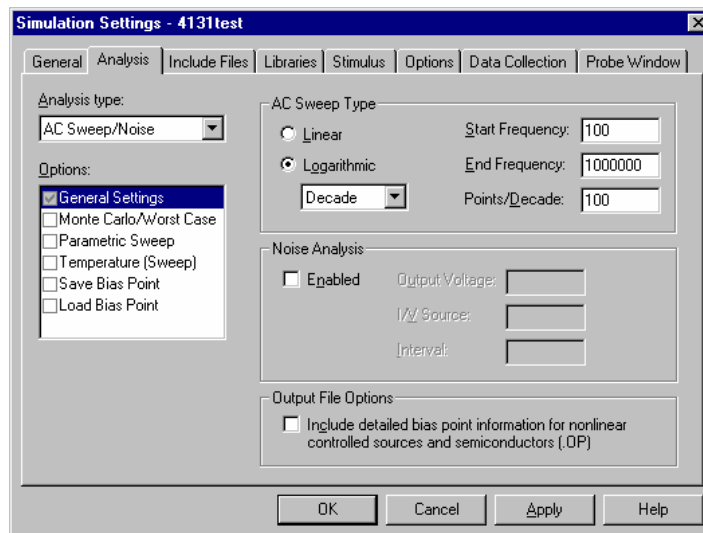 Simulation Settings - 4131test
General Analysis Include Files Libraries Stimulus Options Data Collection Probe Window
Analysis type:
AC Sweep/Noise
Options:
General Settings
Monte Carlo/Worst Case
Parametric Sweep
Temperature (Sweep)
Save Bias Point
Load Bias Point
AC Sweep Type
Linear
Logarithmic
Decade
Start Frequency: 100
End Frequency: 1000000
Points/Decade: 100
Noise Analysis
Enabled
Output Voltage:
I/V Source:
Interval:
Output File Options
Include detailed bias point information for nonlinear
controlled sources and semiconductors (.OP)
OK Cancel Apply Help